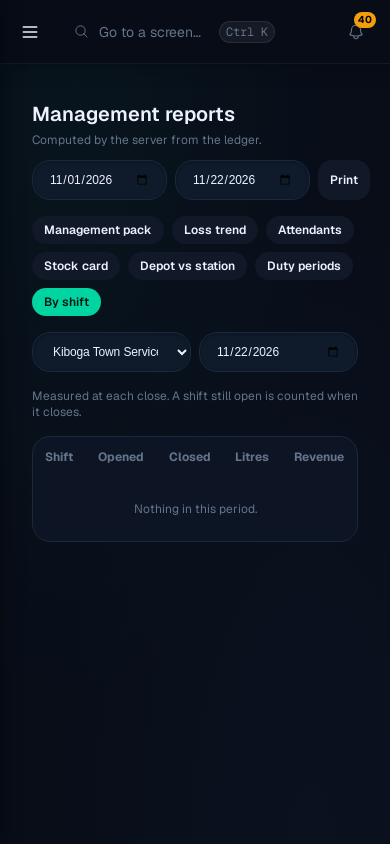 Go to a screen...
Ctrl K
40
Management reports
Computed by the server from the ledger.
11/01/2026
11/22/2026
Print
Management pack
Loss trend
Attendants
Stock card
Depot vs station
Duty periods
By shift
Kiboga Town Servic
11/22/2026
Measured at each close. A shift still open is counted when
it closes.
Shift Opened Closed Litres Revenue
Nothing in this period.